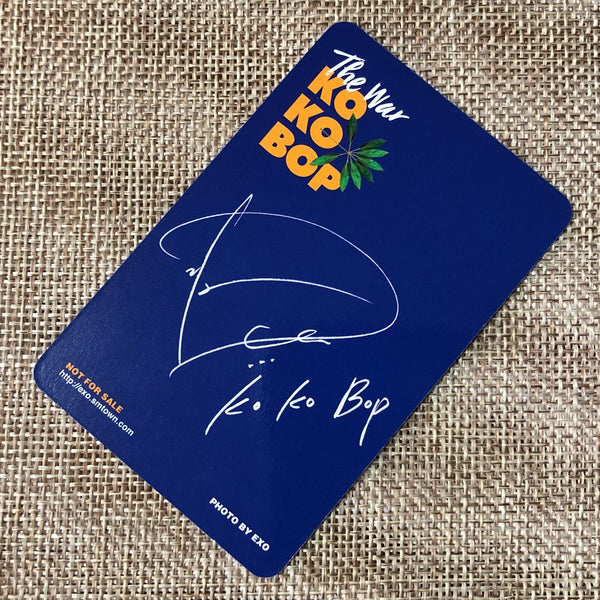 The War
KO
KO
BOP
Ko Ko Bop
NOT FOR SALE
http://exo.smtown.com
PHOTO BY EXO